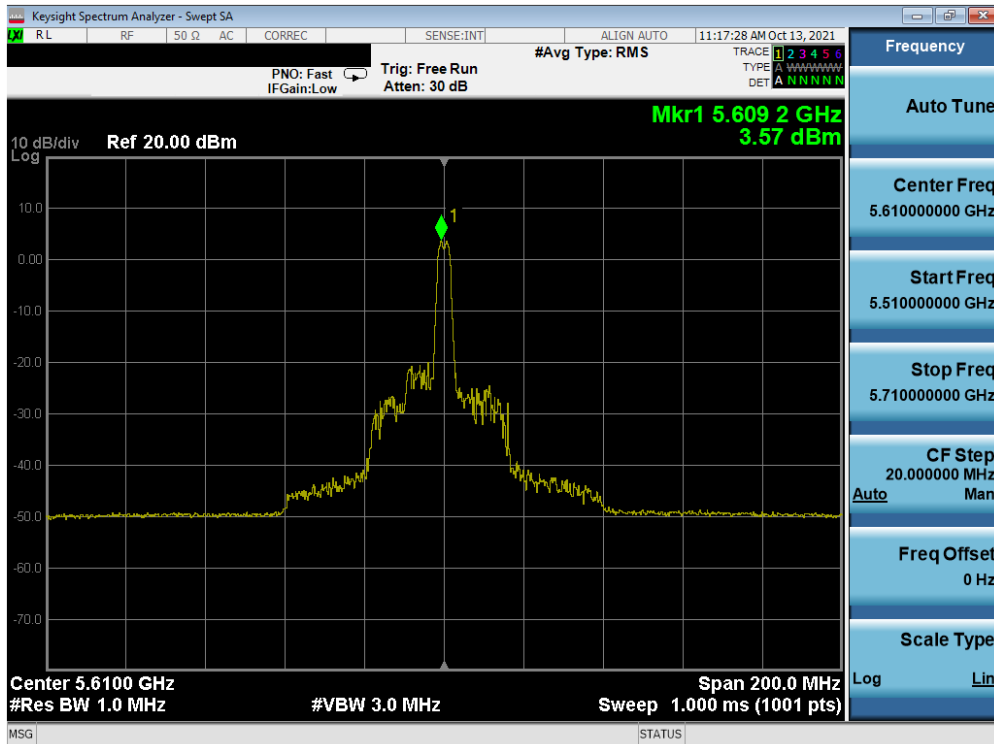 Keysight Spectrum Analyzer - Swept SA
LXI RL RF 50 Ω AC CORREC SENSE:INT ALIGN AUTO 11:17:28 AM Oct 13, 2021
#Avg Type: RMS
TRACE 1 2 3 4 5 6
TYPE A WWWWW
DET A N N N N N
PNO: Fast
IFGain:Low
Trig: Free Run
Atten: 30 dB
Mkr1 5.609 2 GHz
3.57 dBm
10 dB/div
Log
Ref 20.00 dBm
1
10.0
0.00
-10.0
-20.0
-30.0
-40.0
-50.0
-60.0
-70.0
Center 5.6100 GHz
#Res BW 1.0 MHz
#VBW 3.0 MHz
Span 200.0 MHz
Sweep 1.000 ms (1001 pts)
MSG
STATUS
Frequency
Auto Tune
Center Freq
5.610000000 GHz
Start Freq
5.510000000 GHz
Stop Freq
5.710000000 GHz
CF Step
20.000000 MHz
Auto Man
Freq Offset
0 Hz
Scale Type
Log Lin